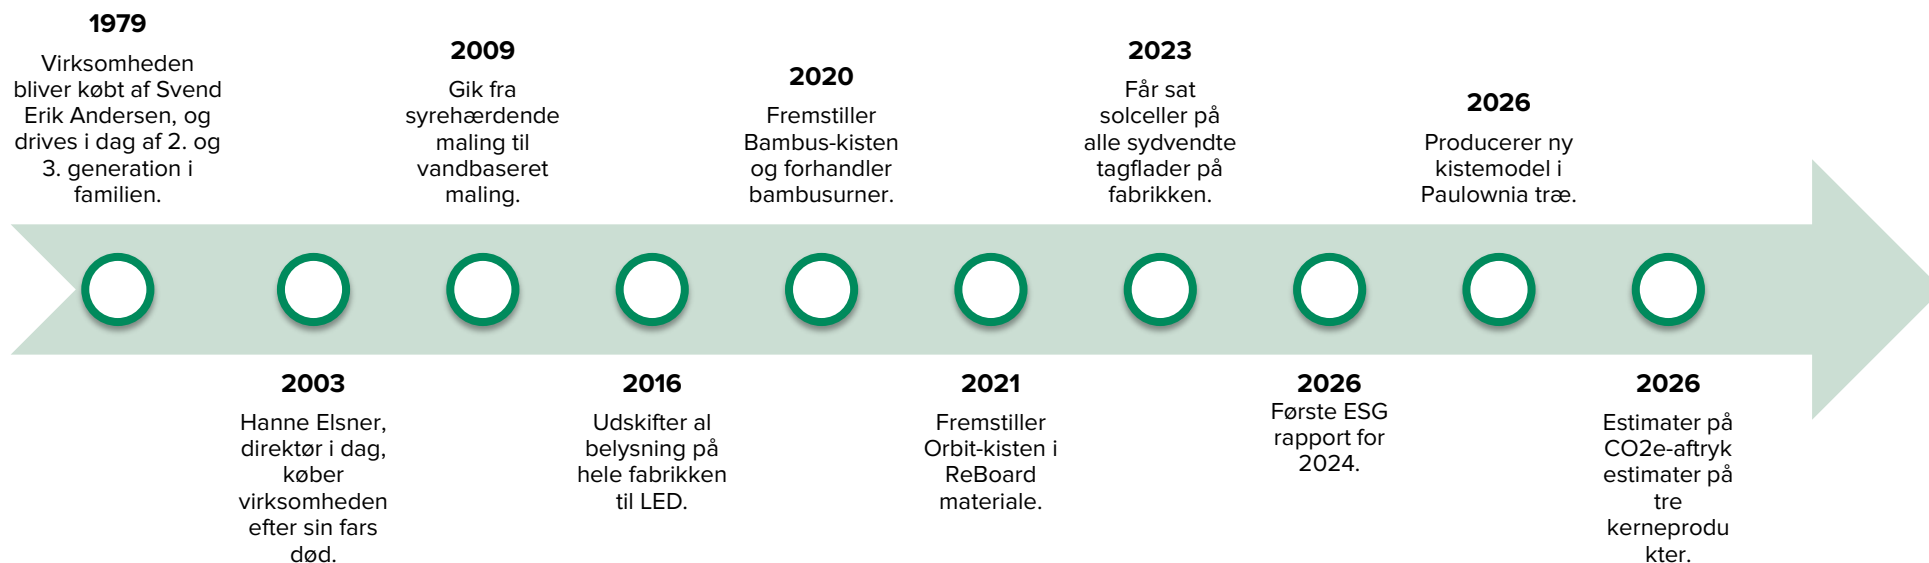 1979
Virksomheden
bliver købt af Svend
Erik Andersen, og
drives i dag af 2. og
3. generation i
familien.
2003
Hanne Elsner,
direktør i dag,
køber
virksomheden
efter sin fars
død.
2009
Gik fra
syrehærdende
maling til
vandbaseret
maling.
2016
Udskifter al
belysning på
hele fabrikken
til LED.
2020
Fremstiller
Bambus-kisten
og forhandler
bambusurner.
2021
Fremstiller
Orbit-kisten i
ReBoard
materiale.
2023
Får sat
solceller på
alle sydvendte
tagflader på
fabrikken.
2026
Første ESG
rapport for
2024.
2026
Producerer ny
kistemodel i
Paulownia træ.
2026
Estimater på
CO2e-aftryk
estimater på
tre
kerneprodu
kter.